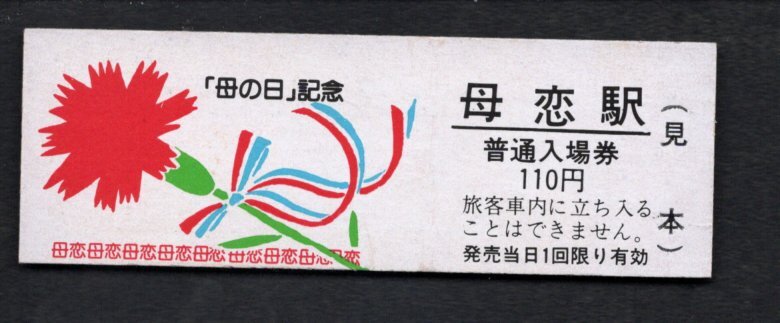 「母の日」記念
母恋母恋母恋母恋母恋母恋母恋母恋母恋
母恋駅
普通入場券
110円
旅客車内に立ち入る
ことはできません。
発売当日1回限り有効
(見本)